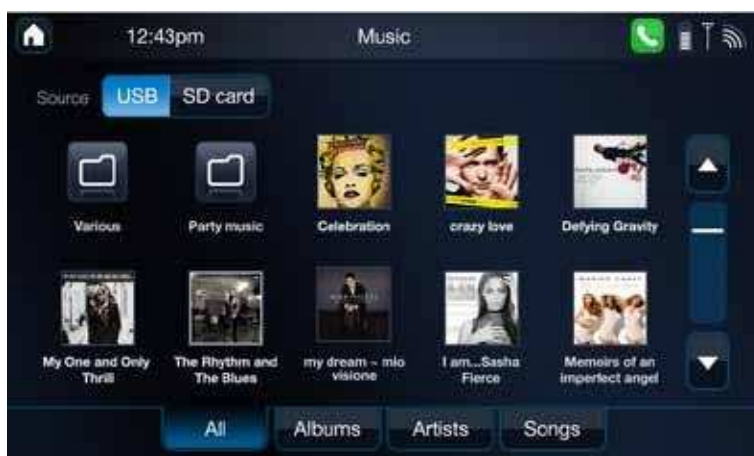 12:43pm Music
Source USB SD card
Various Party music Celebration crazy love Defying Gravity
My One and Only The Rhythm and my dream ~ mio I am...Sasha Memoirs of an
Thrill The Blues visione Fierce imperfect angel
All Albums Artists Songs